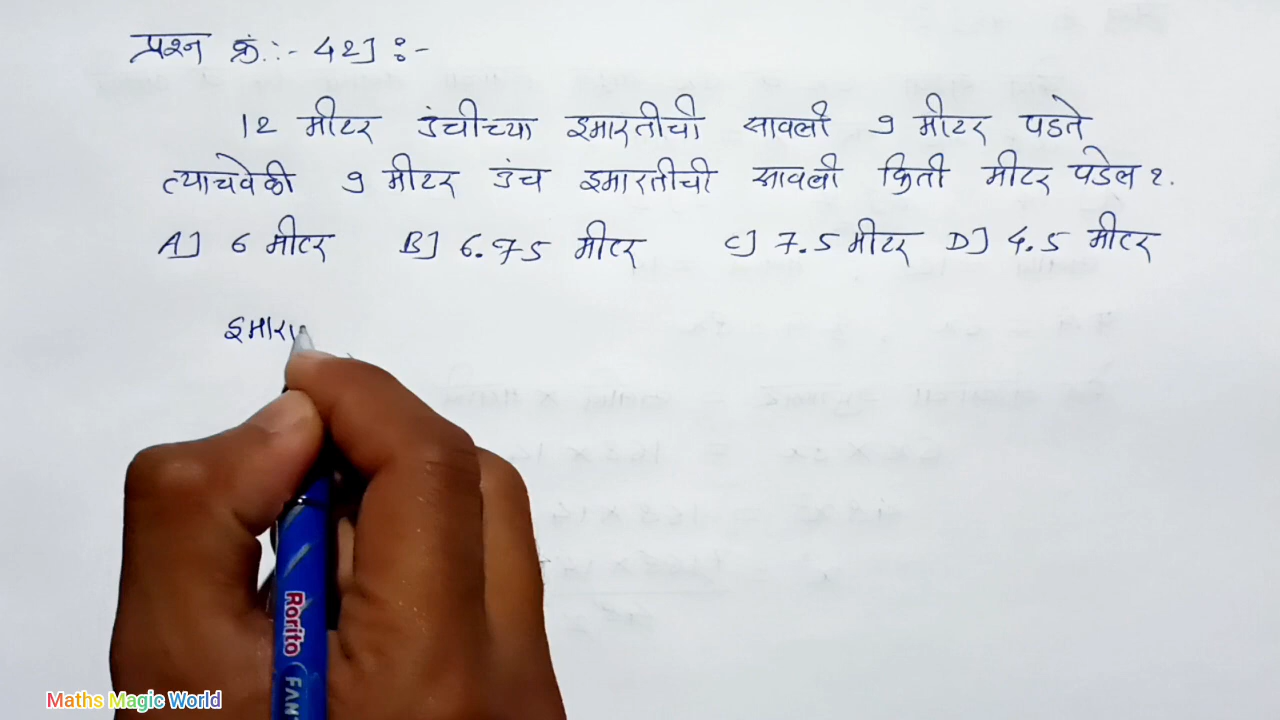 प्रश्न क्रं.:- 42] :-
12 मीटर उंचीच्या इमारतीची सावली 9 मीटर पडते
त्याचवेळी 9 मीटर उंच इमारतीची सावली किती मीटर पडेल ?.
A] 6 मीटर B] 6.75 मीटर C] 7.5 मीटर D] 4.5 मीटर
इमार
Rorito
Maths Magic World